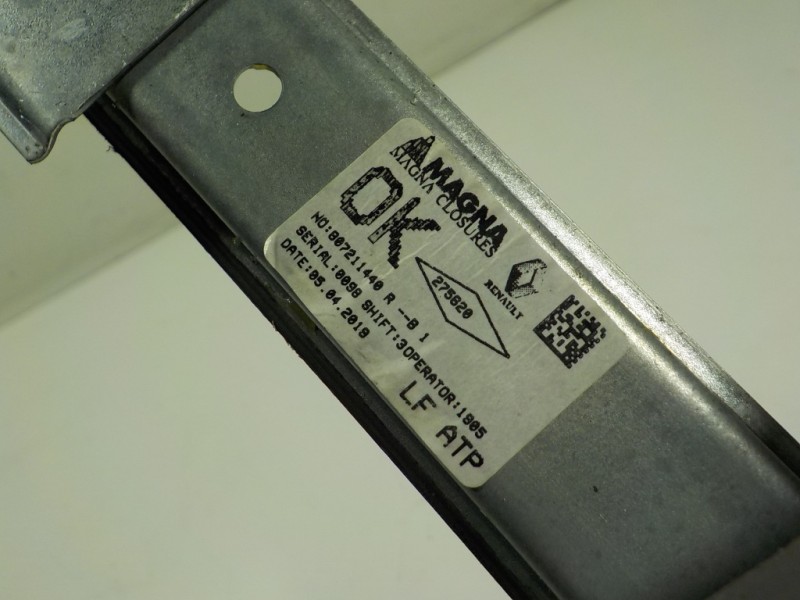 MAGNA
MAGNA CLOSURES
OK
RENAULT
275620
NO:807211440 R --B 1
SERIAL:0098 SHIFT:3OPERATOR:1905
DATE:05.04.2018
LF ATP